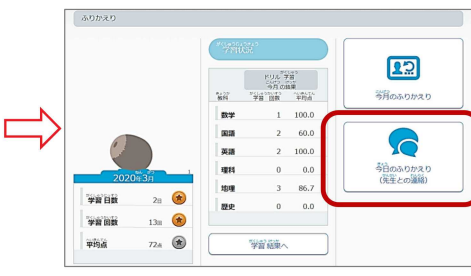 ふりかえり
学習状況
ドリル学習
今月の結果
教科 学習回数 平均点
数学 1 100.0
国語 2 60.0
英語 2 100.0
理科 0 0.0
地理 3 86.7
歴史 0 0.0
学習結果へ
2020年3月
学習日数 2日
学習回数 13回
平均点 72点
今月のふりかえり
今日のふりかえり
(先生との連絡)